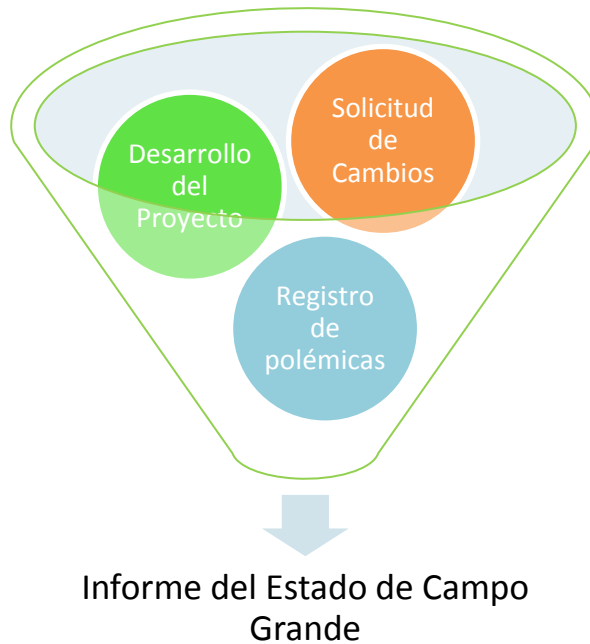 Solicitud
de
Cambios
Desarrollo
del
Proyecto
Registro
de
polémicas
Informe del Estado de Campo
Grande